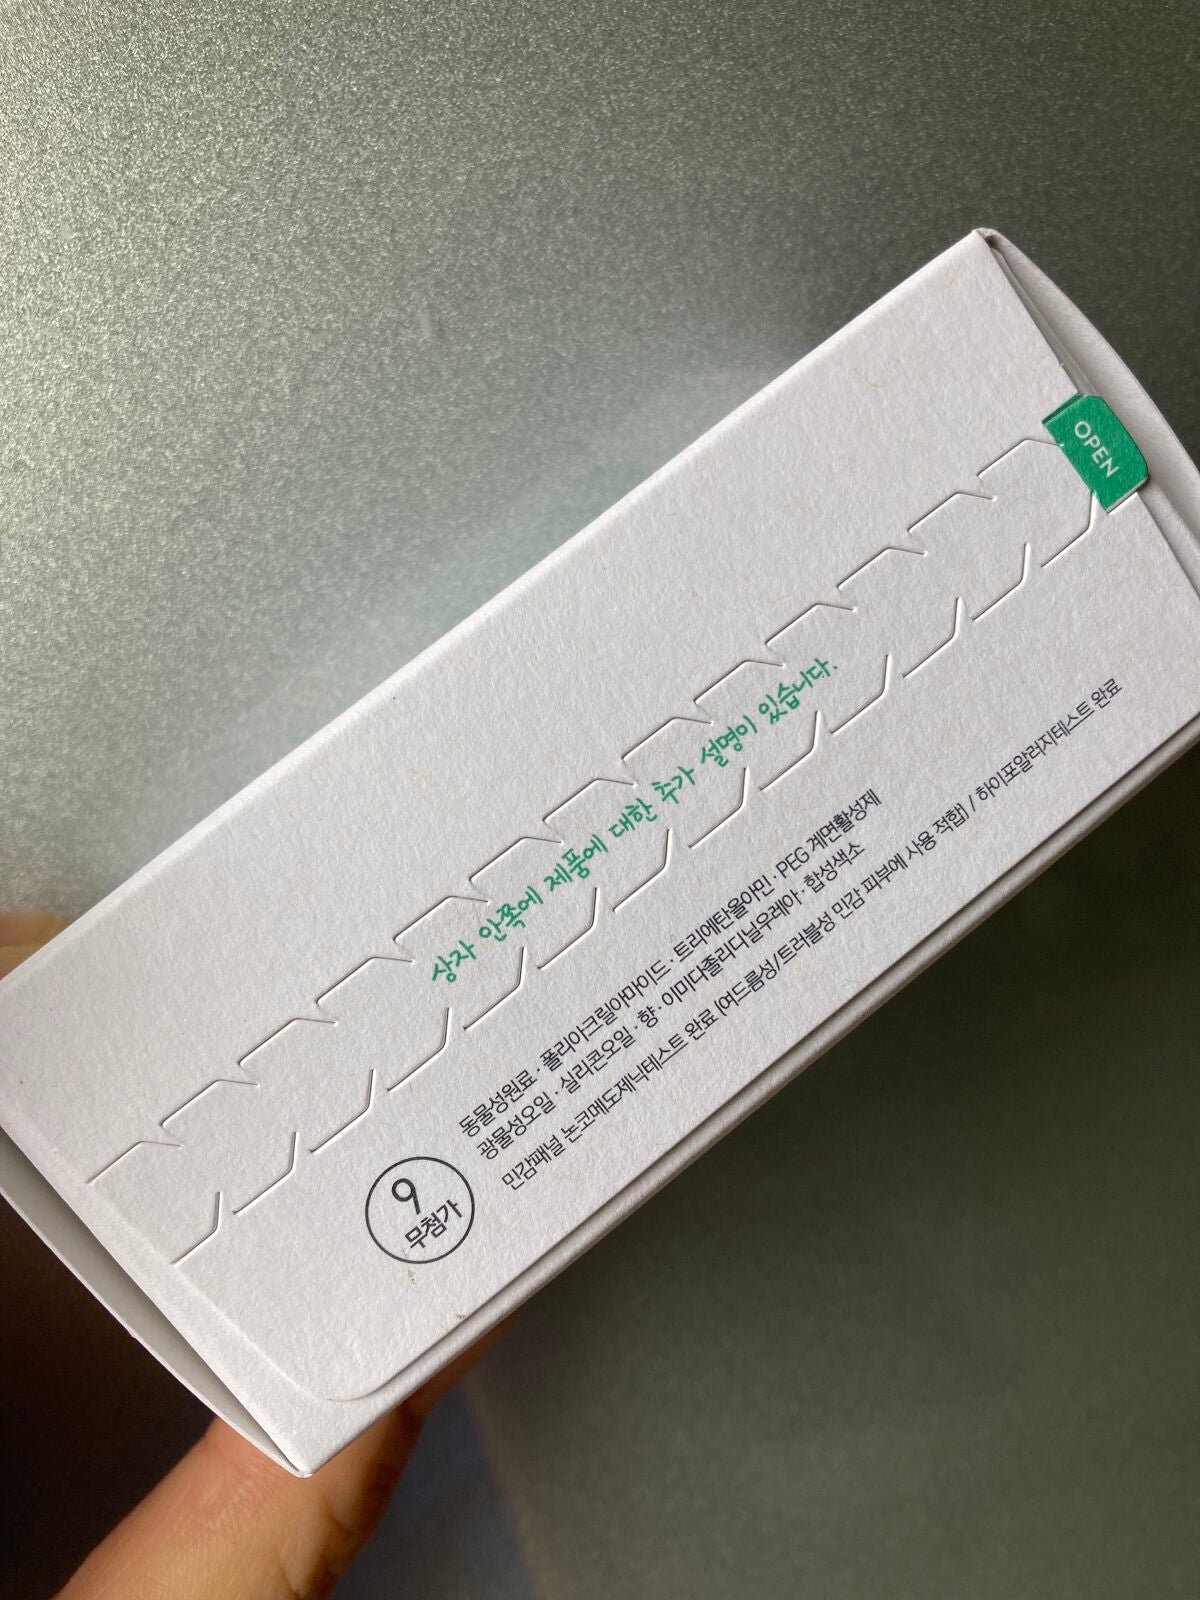 OPEN
상자 안쪽에 제품에 대한 추가 설명이 있습니다.
9
무첨가
동물성원료 · 폴리아크릴아마이드 · 트리에탄올아민 · PEG 계면활성제
광물성오일 · 실리콘오일 · 향 · 이미다졸리디닐우레아 · 합성색소
민감패널 논코메도제닉테스트 완료 (여드름성/트러블성 민감 피부에 사용 적합) / 하이포알러지테스트 완료